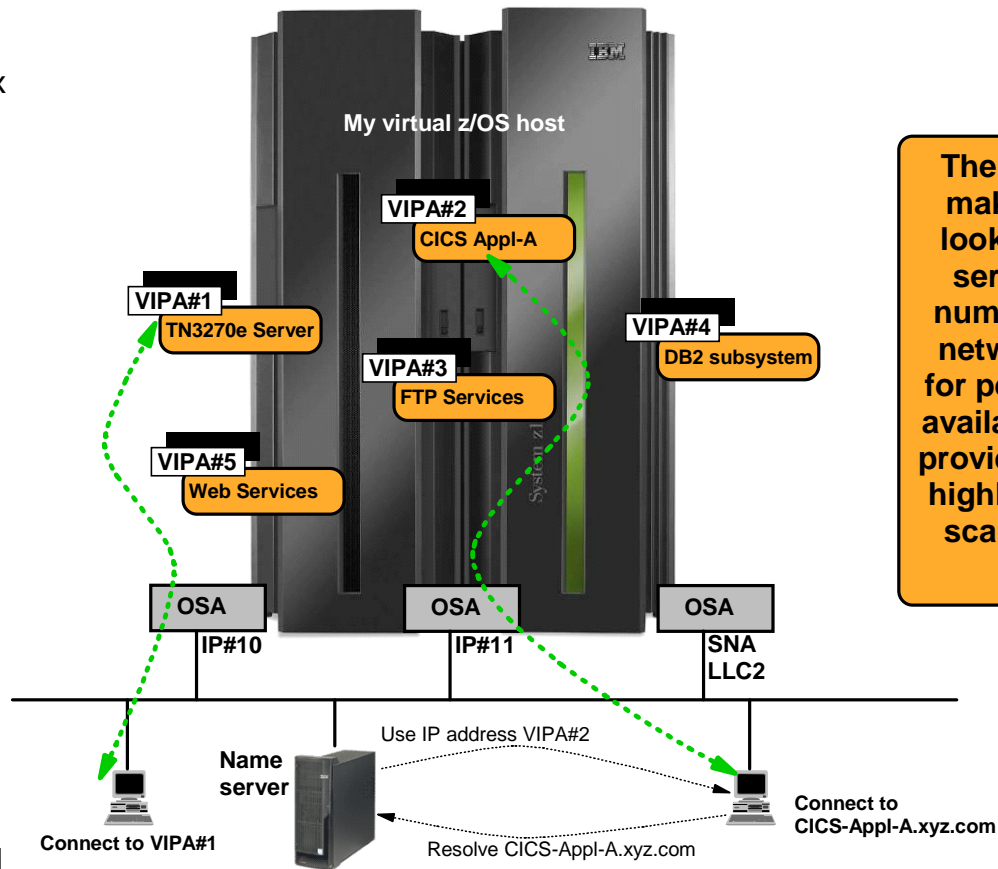 x
IBM
My virtual z/OS host
VIPA#2
CICS Appl-A
VIPA#1
TN3270e Server
VIPA#4
DB2 subsystem
VIPA#3
FTP Services
VIPA#5
Web Services
System z1
The
mak
look
ser
num
netw
for pe
availa
provic
highl
sca
OSA
OSA
OSA
IP#10
IP#11
SNA
LLC2
Name
server
Use IP address VIPA#2
Connect to VIPA#1
Resolve CICS-Appl-A.xyz.com
Connect to
CICS-Appl-A.xyz.com